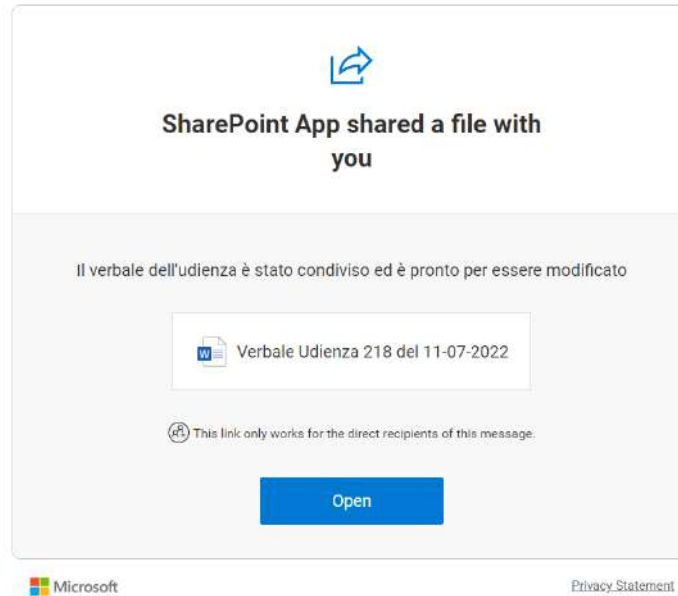 SharePoint App shared a file with
you
Il verbale dell'udienza è stato condiviso ed è pronto per essere modificato
Verbale Udienza 218 del 11-07-2022
This link only works for the direct recipients of this message.
Open
Microsoft
Privacy Statement